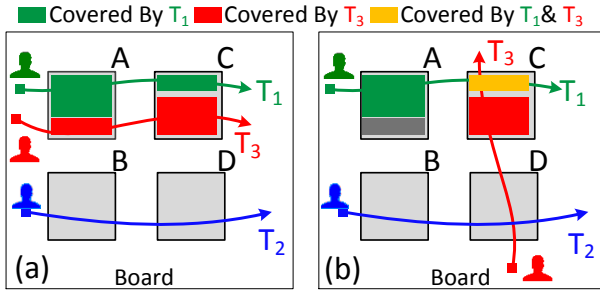 Covered By T1 Covered By T3 Covered By T1& T3
A C
T1
T3
B D
T2
(a) Board
A T3 C
T1
B D
T2
(b) Board